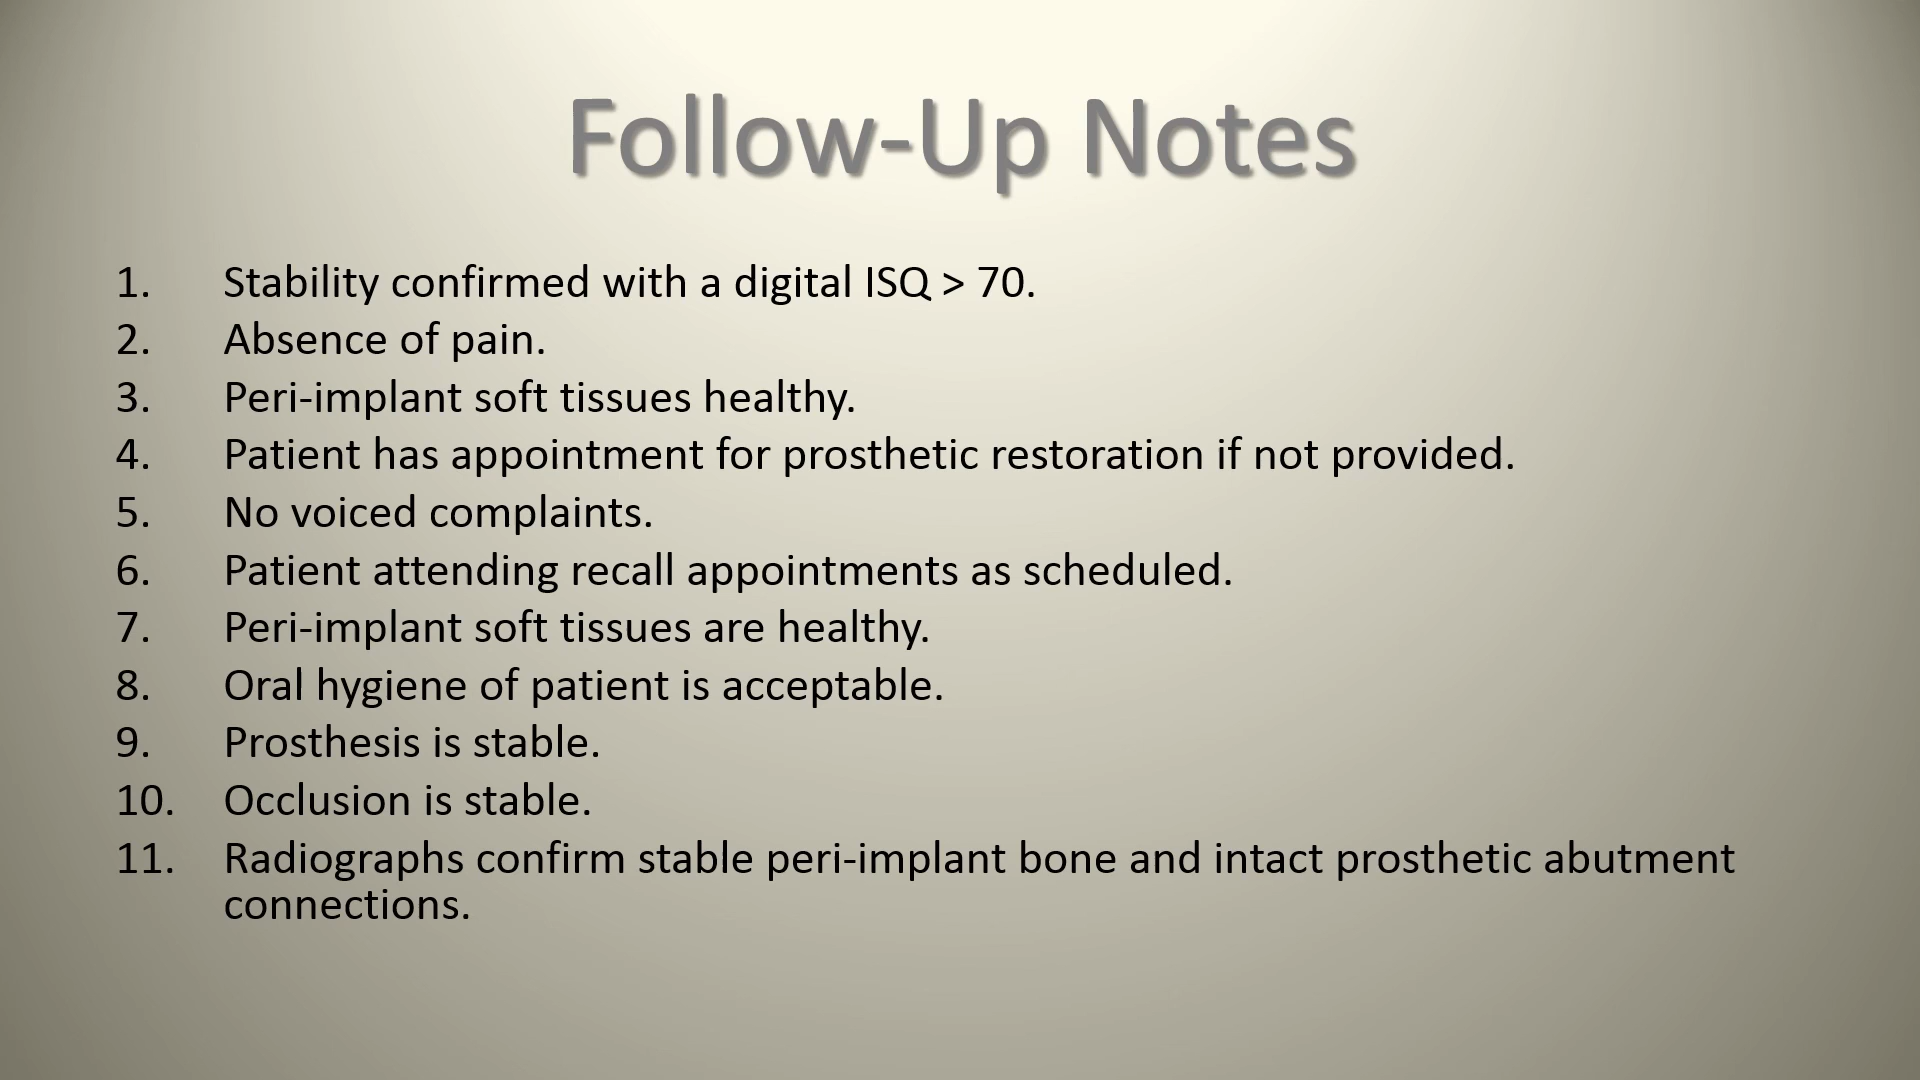 Follow-Up Notes
1. Stability confirmed with a digital ISQ > 70.
2. Absence of pain.
3. Peri-implant soft tissues healthy.
4. Patient has appointment for prosthetic restoration if not provided.
5. No voiced complaints.
6. Patient attending recall appointments as scheduled.
7. Peri-implant soft tissues are healthy.
8. Oral hygiene of patient is acceptable.
9. Prosthesis is stable.
10. Occlusion is stable.
11. Radiographs confirm stable peri-implant bone and intact prosthetic abutment
connections.